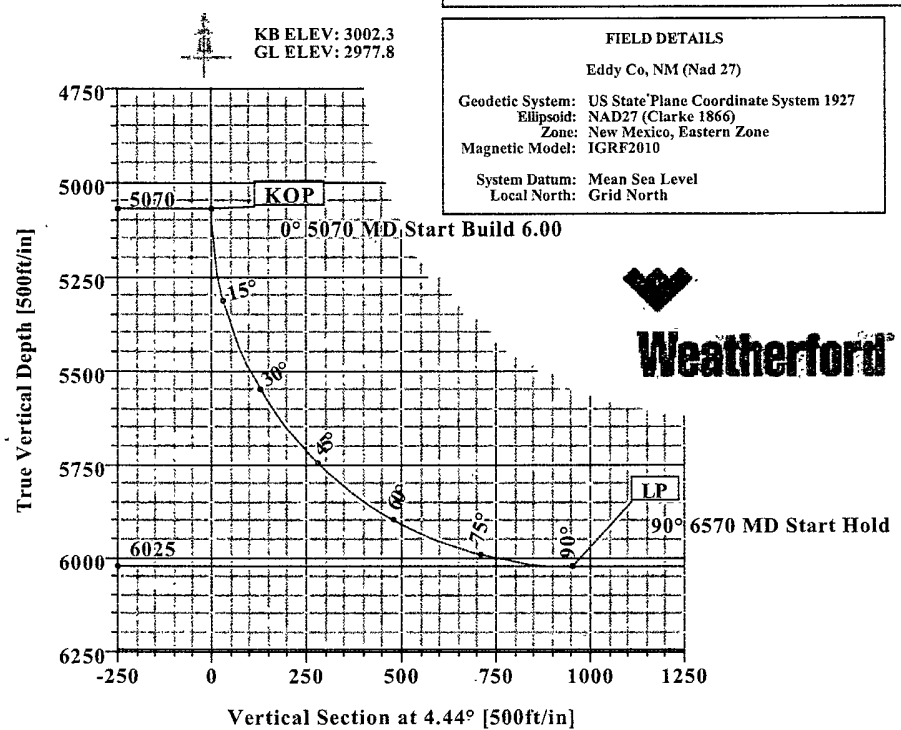 KB ELEV: 3002.3
GL ELEV: 2977.8
FIELD DETAILS
Eddy Co, NM (Nad 27)
Geodetic System: US State Plane Coordinate System 1927
Ellipsoid: NAD27 (Clarke 1866)
Zone: New Mexico, Eastern Zone
Magnetic Model: IGRF2010
System Datum: Mean Sea Level
Local North: Grid North
True Vertical Depth [500ft/in]
4750
5000
5250
5500
5750
6000
6250
5070
KOP
0° 5070 MD Start Build 6.00
15°
30°
45°
60°
75°
90°
LP
90° 6570 MD Start Hold
6025
Weatherford®
-250
0
250
500
750
1000
1250
Vertical Section at 4.44° [500ft/in]